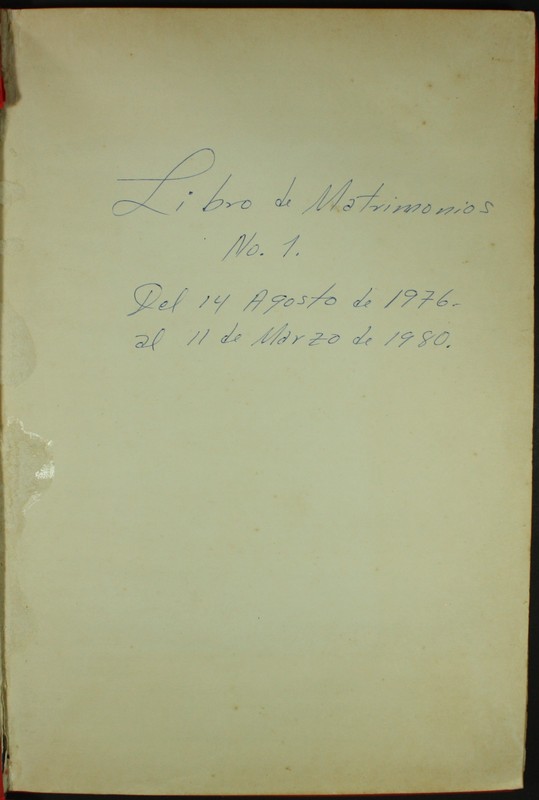 Libro de Matrimonios
No. 1.
Del 14 Agosto de 1976-
al 11 de Marzo de 1980.